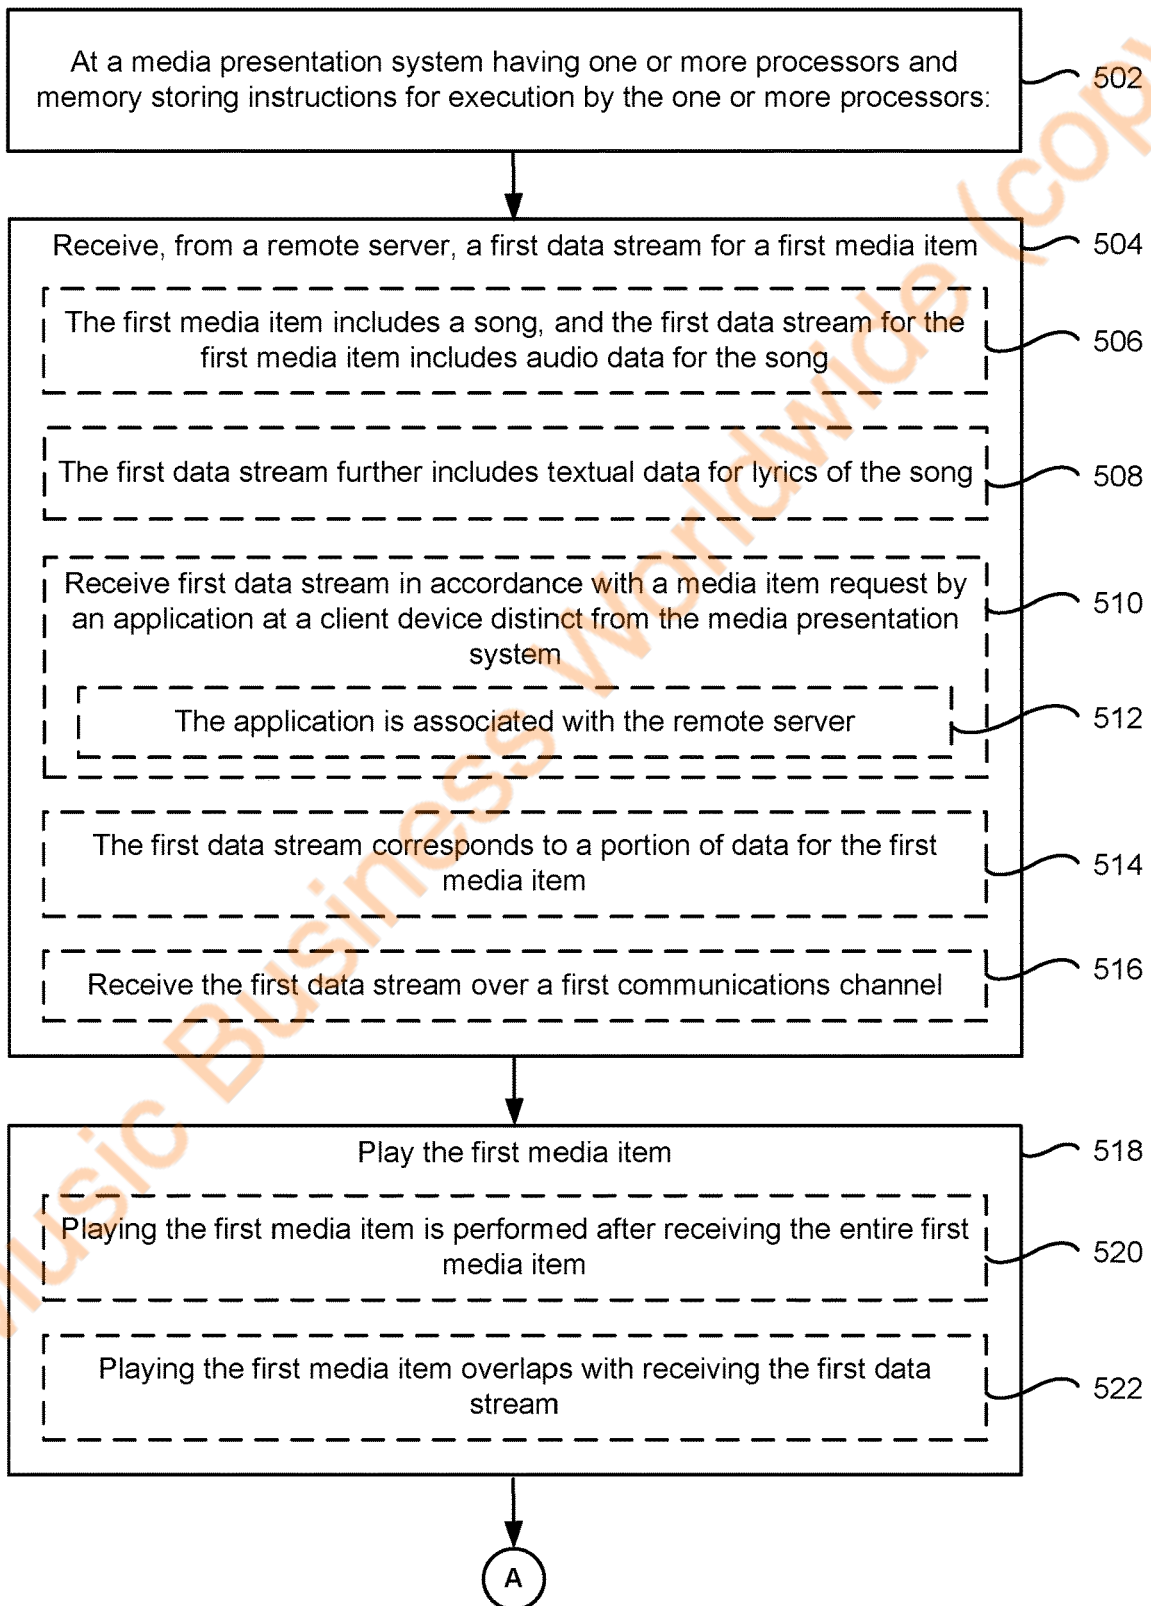 At a media presentation system having one or more processors and
memory storing instructions for execution by the one or more processors:
502
Receive, from a remote server, a first data stream for a first media item
504
The first media item includes a song, and the first data stream for the
first media item includes audio data for the song
506
The first data stream further includes textual data for lyrics of the song
508
Receive first data stream in accordance with a media item request by
an application at a client device distinct from the media presentation
system
510
The application is associated with the remote server
512
The first data stream corresponds to a portion of data for the first
media item
514
Receive the first data stream over a first communications channel
516
Play the first media item
518
Playing the first media item is performed after receiving the entire first
media item
520
Playing the first media item overlaps with receiving the first data
stream
522
A
Music Business Worldwide (copy